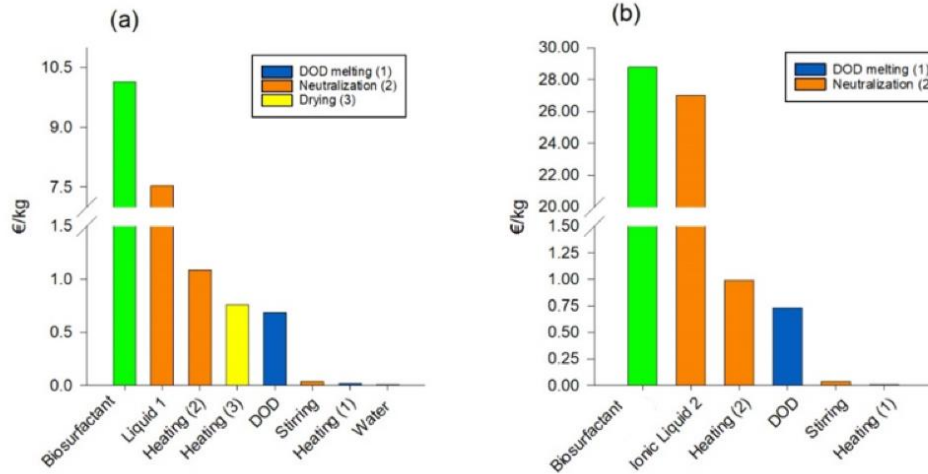 (a)
10.5
9.0
7.5
1.5
1.0
0.5
0.0
€/kg
DOD melting (1)
Neutralization (2)
Drying (3)
Biosurfactant
Liquid 1
Heating (2)
Heating (3)
DOD
Stirring
Heating (1)
Water
(b)
30.00
28.00
26.00
24.00
22.00
20.00
1.50
1.25
1.00
0.75
0.50
0.25
0.00
€/kg
DOD melting (1)
Neutralization (2
Biosurfactant
Ionic Liquid 2
Heating (2)
DOD
Stirring
Heating (1)